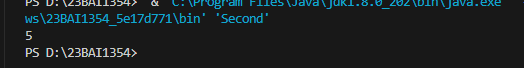 PS D:\23BAI1354> & 'C:\Program Files\Java\jdk1.8.0_202\bin\java.exe
ws\23BAI1354_5e17d771\bin' 'Second'
5
PS D:\23BAI1354>